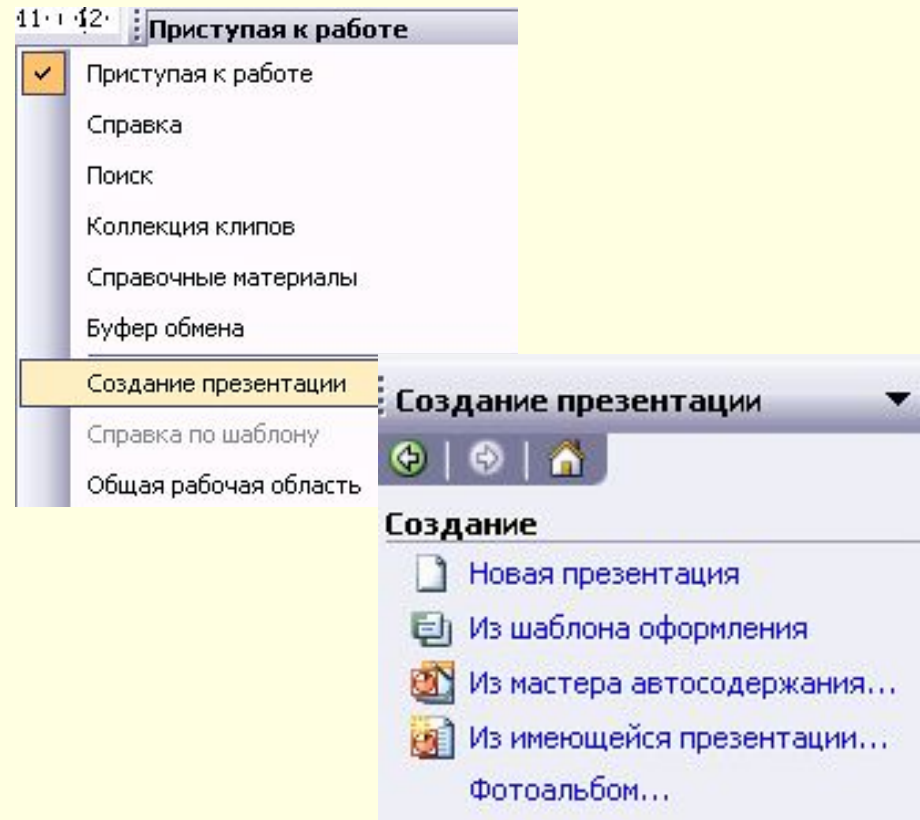 11 · 12 ·
Приступая к работе
Приступая к работе
Справка
Поиск
Коллекция клипов
Справочные материалы
Буфер обмена
Создание презентации
Справка по шаблону
Общая рабочая область
Создание презентации
Создание
Новая презентация
Из шаблона оформления
Из мастера автосодержания...
Из имеющейся презентации...
Фотоальбом...